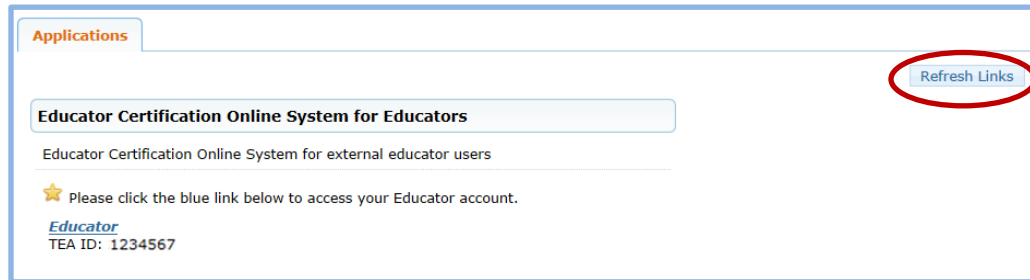 Applications
Refresh Links
Educator Certification Online System for Educators
Educator Certification Online System for external educator users
Please click the blue link below to access your Educator account.
Educator
TEA ID: 1234567